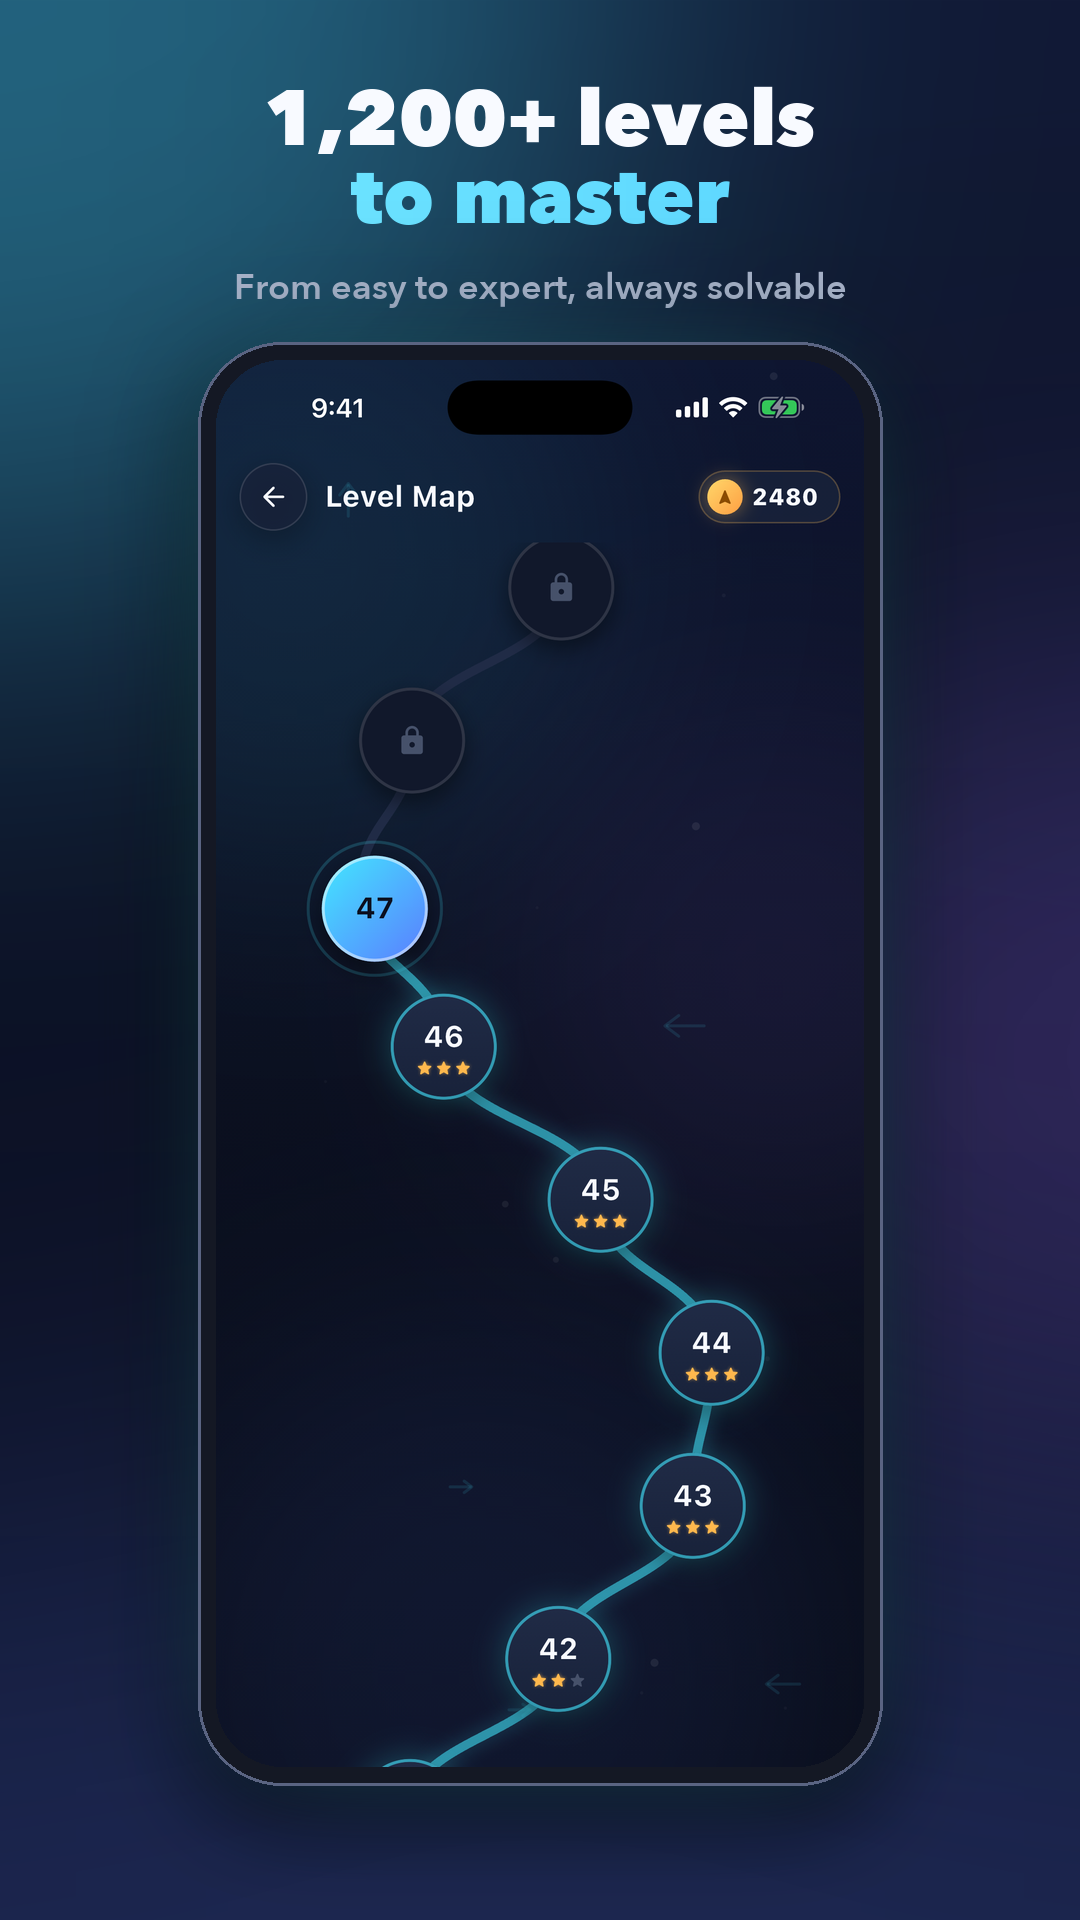 1,200+ levels
to master
From easy to expert, always solvable
9:41
Level Map
2480
47
46
45
44
43
42